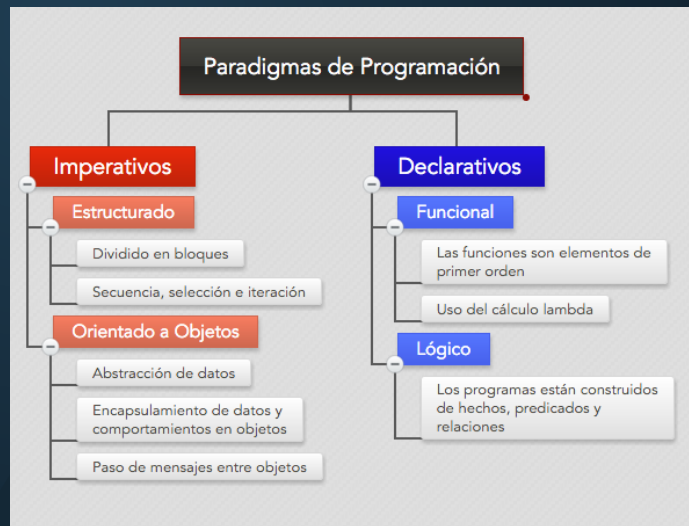 Paradigmas de Programación
Imperativos
Estructurado
Dividido en bloques
Secuencia, selección e iteración
Orientado a Objetos
Abstracción de datos
Encapsulamiento de datos y
comportamientos en objetos
Paso de mensajes entre objetos
Declarativos
Funcional
Las funciones son elementos de
primer orden
Uso del cálculo lambda
Lógico
Los programas están construidos
de hechos, predicados y
relaciones